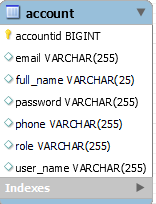 account
accountid BIGINT
email VARCHAR(255)
full_name VARCHAR(25)
password VARCHAR(255)
phone VARCHAR(255)
role VARCHAR(255)
user_name VARCHAR(255)
Indexes